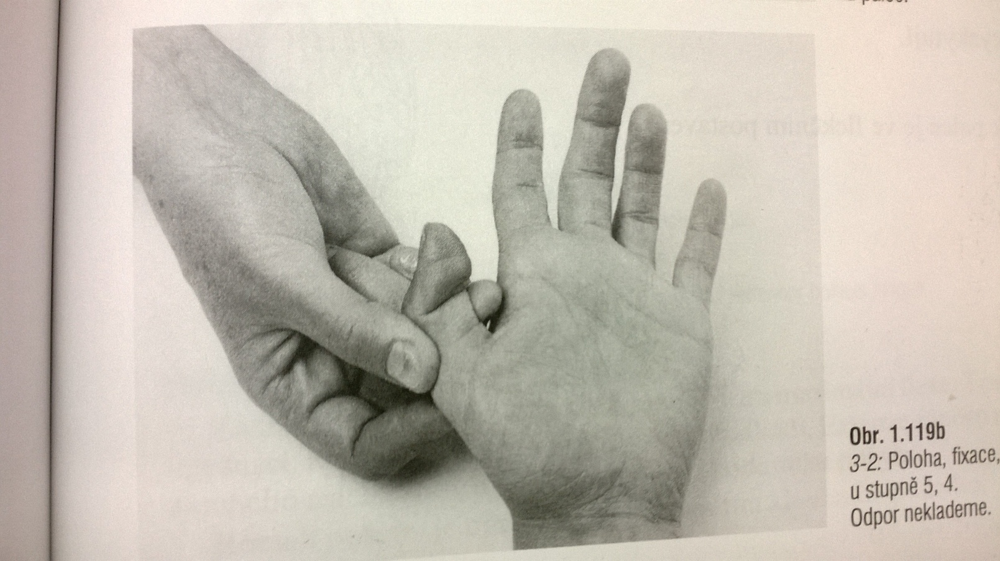 Obr. 1.119b
3-2: Poloha, fixace,
u stupně 5, 4.
Odpor neklademe.